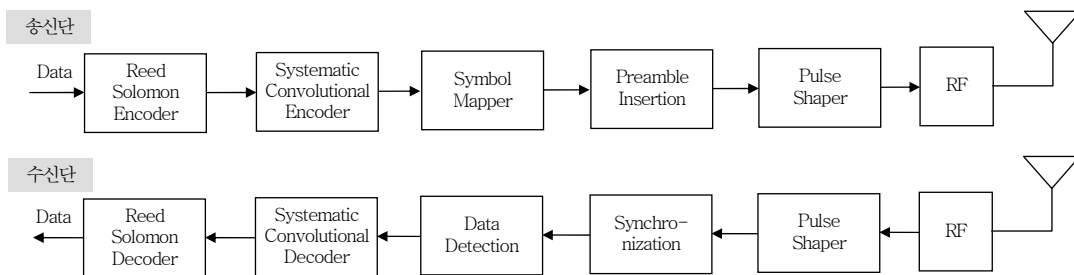 송신단
Data
Reed
Solomon
Encoder
Systematic
Convolutional
Encoder
Symbol
Mapper
Preamble
Insertion
Pulse
Shaper
RF
수신단
Data
Reed
Solomon
Decoder
Systematic
Convolutional
Decoder
Data
Detection
Synchro-
nization
Pulse
Shaper
RF